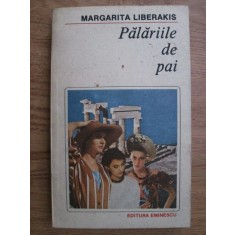 MARGARITA LIBERAKIS
Pălăriile
de
pai
EDITURA EMINESCU